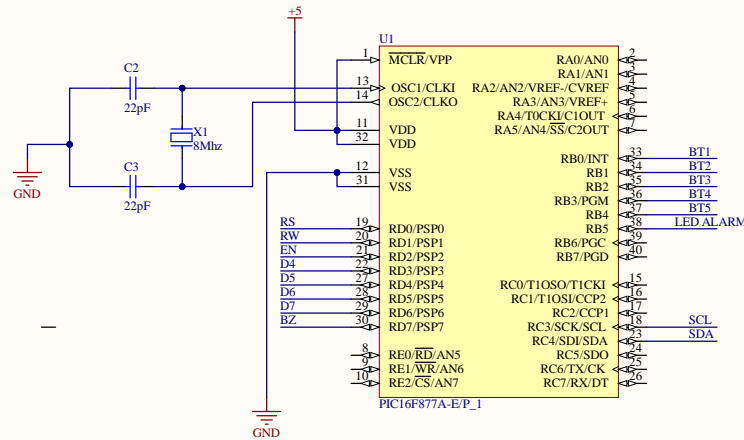 +5
U1
1
MCLR/VPP
RA0/AN0
2
RA1/AN1
3
C2
13
OSC1/CLKI
RA2/AN2/VREF-/CVREF
4
14
OSC2/CLKO
RA3/AN3/VREF+
5
22pF
RA4/T0CKI/C1OUT
6
X1
8Mhz
11
VDD
RA5/AN4/SS/C2OUT
7
32
VDD
RB0/INT
33
BT1
C3
12
VSS
RB1
34
BT2
31
VSS
RB2
35
BT3
22pF
GND
RB3/PGM
36
BT4
RB4
37
BT5
RS
19
RD0/PSP0
RB5
38
LED ALARM
RW
20
RD1/PSP1
RB6/PGC
39
EN
21
RD2/PSP2
RB7/PGD
40
D4
22
RD3/PSP3
D5
27
RD4/PSP4
RC0/T1OSO/T1CKI
15
D6
28
RD5/PSP5
RC1/T1OSI/CCP2
16
D7
29
RD6/PSP6
RC2/CCP1
17
BZ
30
RD7/PSP7
RC3/SCK/SCL
18
SCL
RC4/SDI/SDA
23
SDA
8
RE0/RD/AN5
RC5/SDO
24
9
RE1/WR/AN6
RC6/TX/CK
25
10
RE2/CS/AN7
RC7/RX/DT
26
PIC16F877A-E/P_1
GND